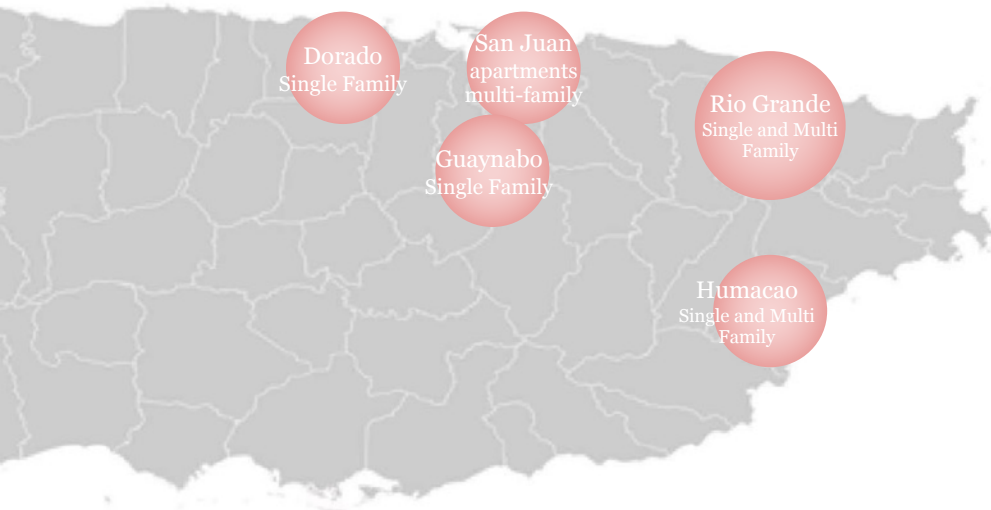 Dorado
Single Family
San Juan
apartments
multi-family
Guaynabo
Single Family
Rio Grande
Single and Multi
Family
Humacao
Single and Multi
Family